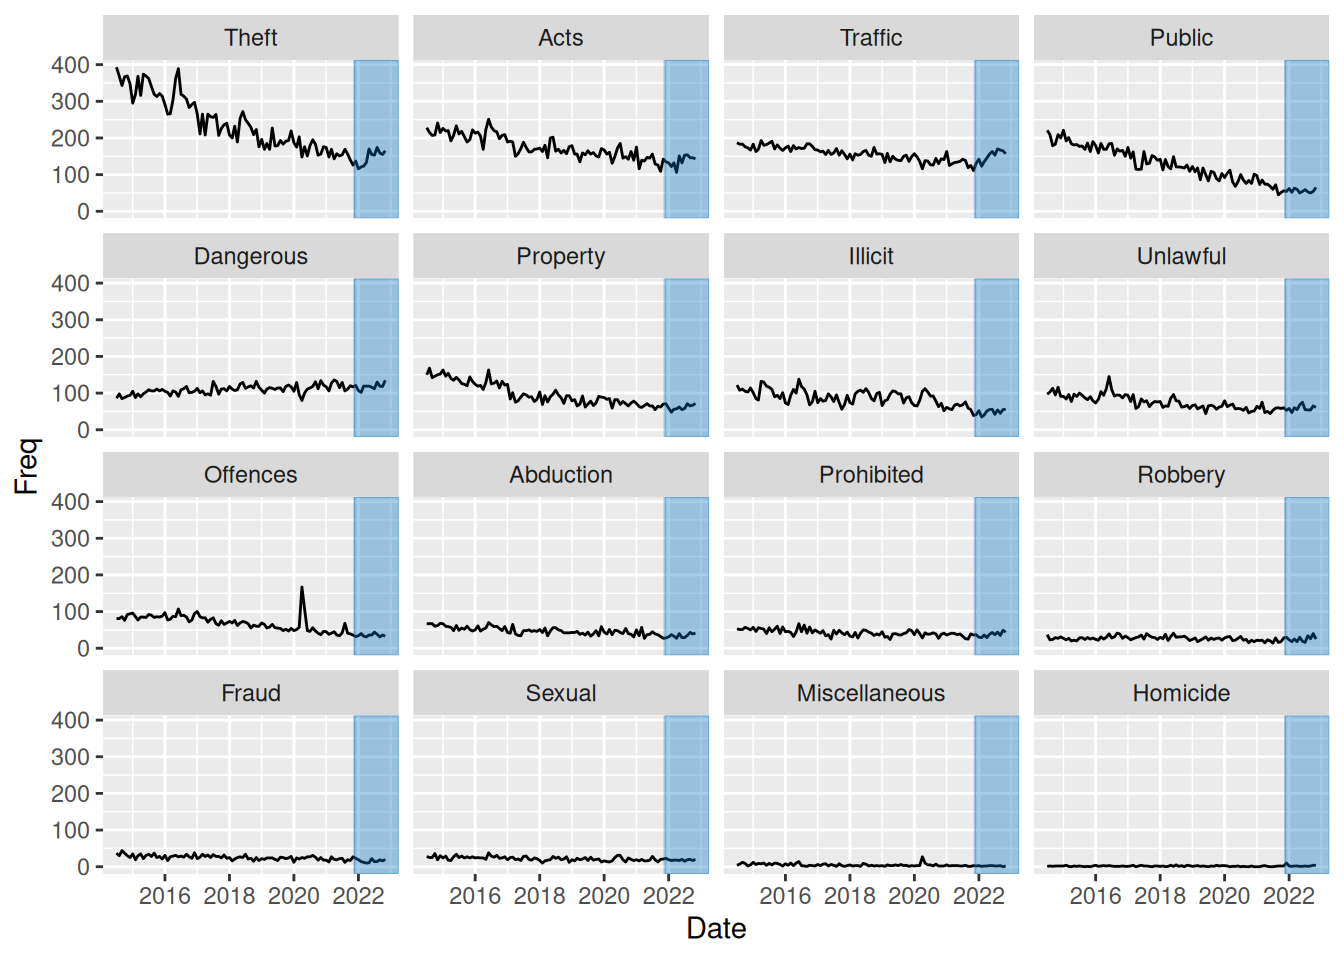 Theft Acts Traffic Public
400
300
200
100
0
Dangerous Property Illicit Unlawful
400
300
200
100
0
Freq
Offences Abduction Prohibited Robbery
400
300
200
100
0
Fraud Sexual Miscellaneous Homicide
400
300
200
100
0
2016 2018 2020 2022 2016 2018 2020 2022 2016 2018 2020 2022 2016 2018 2020 2022
Date